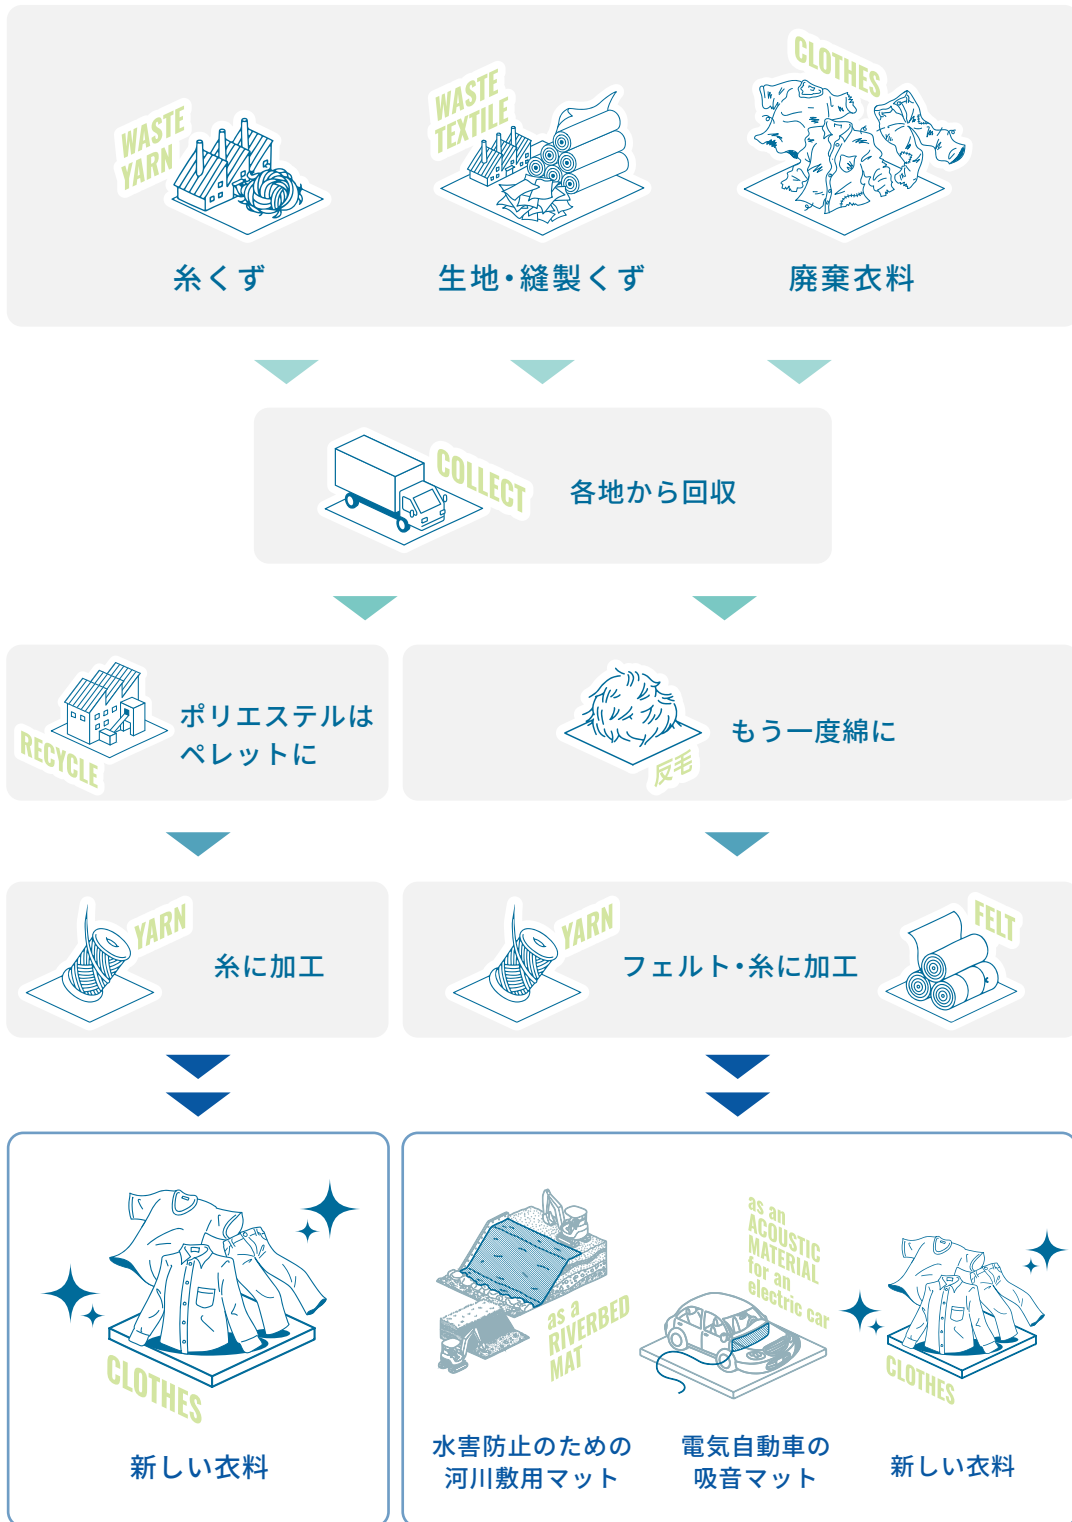 WASTE
YARN
糸くず
WASTE
TEXTILE
生地・縫製くず
CLOTHES
廃棄衣料
COLLECT
各地から回収
RECYCLE
ポリエステルは
ペレットに
反毛
もう一度綿に
YARN
糸に加工
YARN
フェルト・糸に加工
FELT
CLOTHES
新しい衣料
as a
RIVERBED
MAT
水害防止のための
河川敷用マット
as an
ACOUSTIC
MATERIAL
for an
electric car
電気自動車の
吸音マット
CLOTHES
新しい衣料